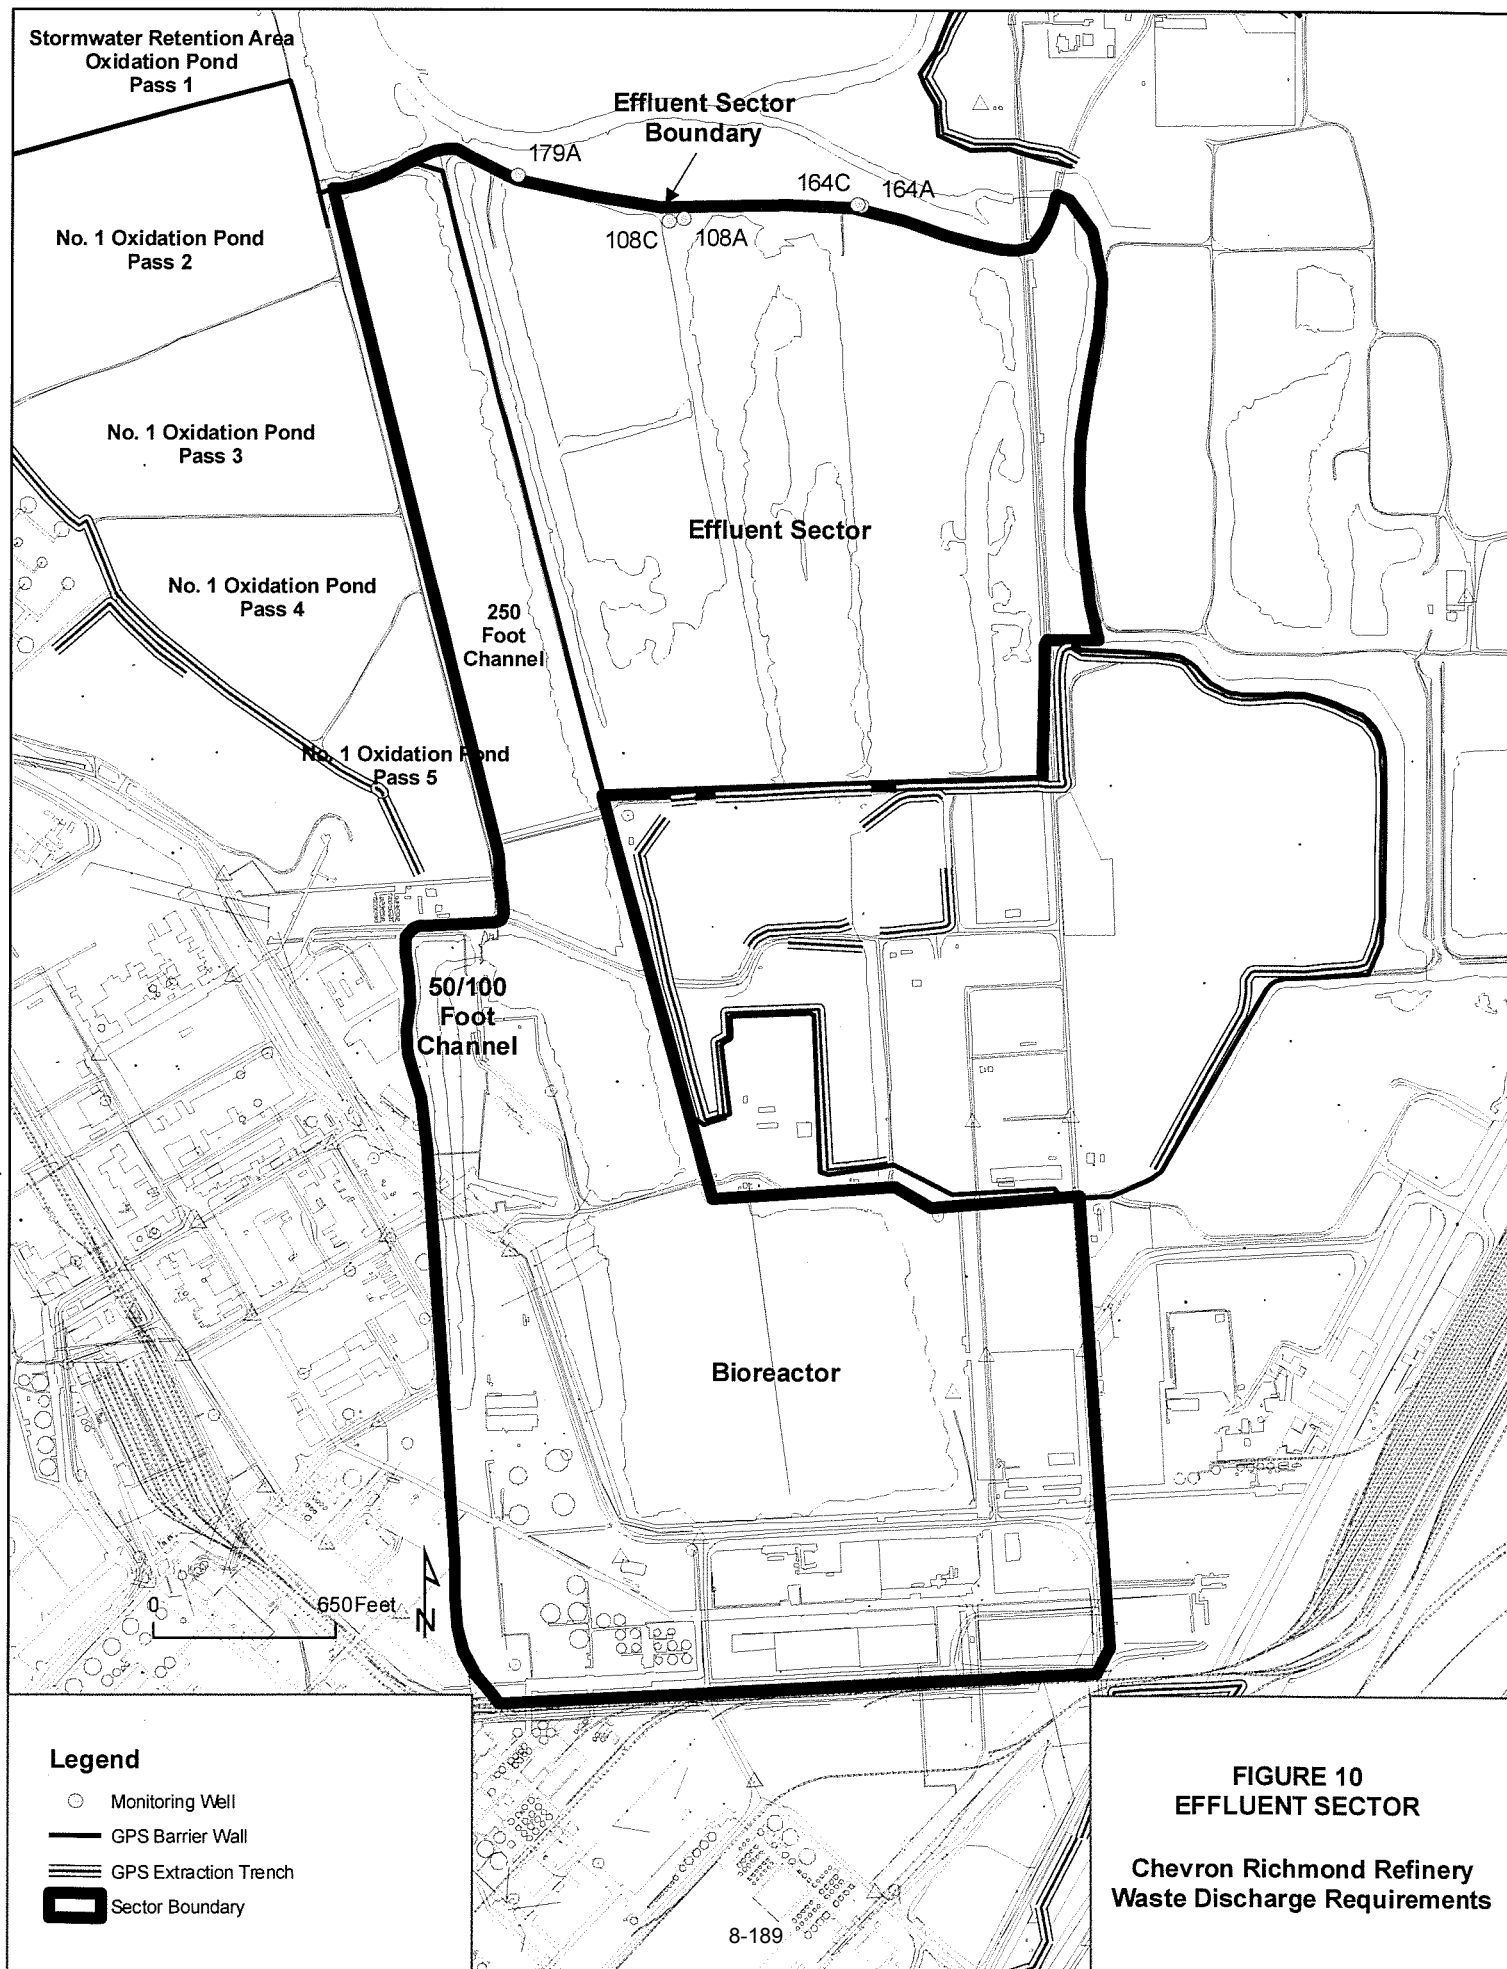 Stormwater Retention Area
Oxidation Pond
Pass 1
Effluent Sector
Boundary
179A
164C
164A
108C
108A
No. 1 Oxidation Pond
Pass 2
No. 1 Oxidation Pond
Pass 3
Effluent Sector
No. 1 Oxidation Pond
Pass 4
250
Foot
Channel
No. 1 Oxidation Pond
Pass 5
50/100
Foot
Channel
Bioreactor
0
650Feet
N
Legend
Monitoring Well
GPS Barrier Wall
GPS Extraction Trench
Sector Boundary
8-189
FIGURE 10
EFFLUENT SECTOR
Chevron Richmond Refinery
Waste Discharge Requirements